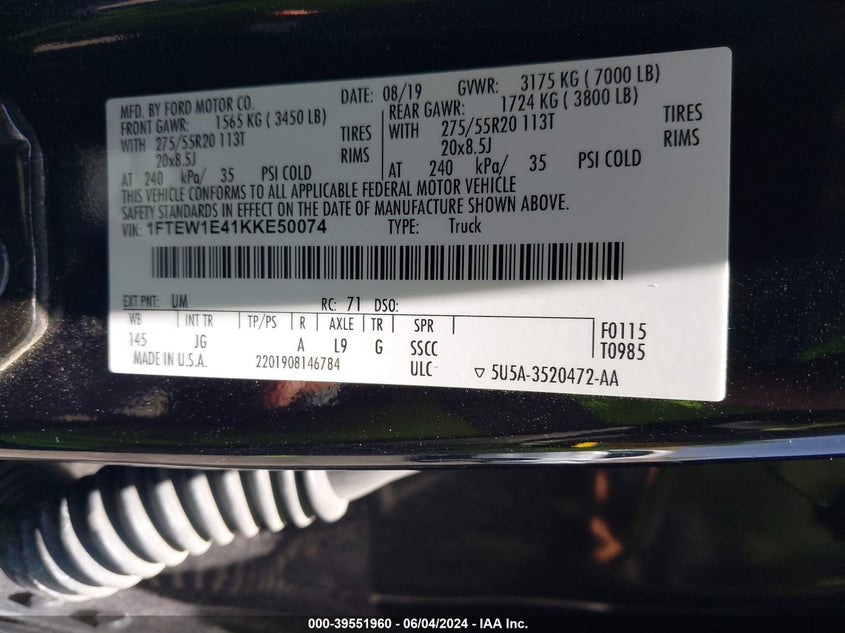 MFD. BY FORD MOTOR CO. DATE: 08/19 GVWR: 3175 KG ( 7000 LB)
FRONT GAWR: 1565 KG ( 3450 LB) REAR GAWR: 1724 KG ( 3800 LB)
WITH 275/55R20 113T TIRES WITH 275/55R20 113T TIRES
20x8.5J RIMS 20x8.5J RIMS
AT 240 kPa/ 35 PSI COLD AT 240 kPa/ 35 PSI COLD
THIS VEHICLE CONFORMS TO ALL APPLICABLE FEDERAL MOTOR VEHICLE
SAFETY STANDARDS IN EFFECT ON THE DATE OF MANUFACTURE SHOWN ABOVE.
VIN: 1FTEW1E41KKE50074 TYPE: Truck
EXT PNT: UM RC: 71 DSO:
WB INT TR TP/PS R AXLE TR SPR F0115
145 JG A L9 G SSCC T0985
MADE IN U.S.A. 2201908146784 ULC ▽ 5U5A-3520472-AA
000-39551960 - 06/04/2024 - IAA Inc.